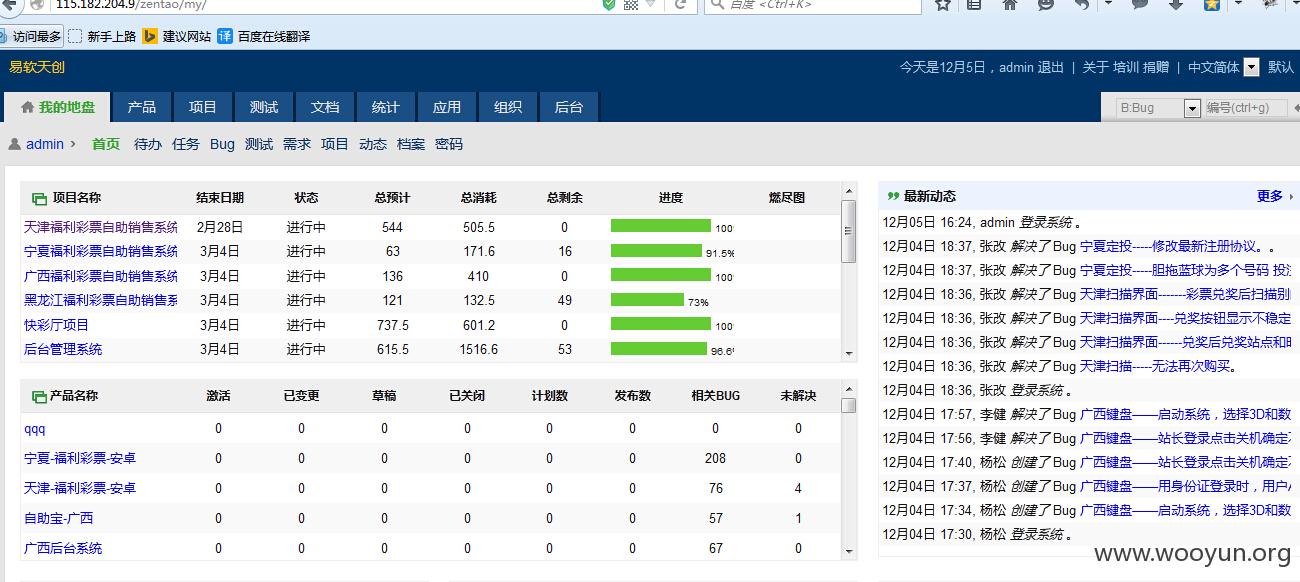 115.182.204.9/zentao/my/ 百度 <Ctrl+K>
访问最多 新手上路 建议网站 译 百度在线翻译
易软天创 今天是12月5日，admin 退出 | 关于 培训 捐赠 | 中文简体 默认
我的地盘 产品 项目 测试 文档 统计 应用 组织 后台 B:Bug 编号(ctrl+g)
admin › 首页 待办 任务 Bug 测试 需求 项目 动态 档案 密码
项目名称 结束日期 状态 总预计 总消耗 总剩余 进度 燃尽图
天津福利彩票自助销售系统 2月28日 进行中 544 505.5 0 100
宁夏福利彩票自助销售系统 3月4日 进行中 63 171.6 16 91.5%
广西福利彩票自助销售系统 3月4日 进行中 136 410 0 100
黑龙江福利彩票自助销售系 3月4日 进行中 121 132.5 49 73%
快彩厅项目 3月4日 进行中 737.5 601.2 0 100
后台管理系统 3月4日 进行中 615.5 1516.6 53 96.6
产品名称 激活 已变更 草稿 已关闭 计划数 发布数 相关BUG 未解决
qqq 0 0 0 0 0 0 0 0
宁夏-福利彩票-安卓 0 0 0 0 0 0 208 0
天津-福利彩票-安卓 0 0 0 0 0 0 76 4
自助宝-广西 0 0 0 0 0 0 57 1
广西后台系统 0 0 0 0 0 0 67 0
最新动态 更多
12月05日 16:24, admin 登录系统 。
12月04日 18:37, 张改 解决了 Bug 宁夏定投-----修改最新注册协议。。
12月04日 18:37, 张改 解决了 Bug 宁夏定投-----胆拖蓝球为多个号码 投
12月04日 18:36, 张改 解决了 Bug 天津扫描界面-------彩票兑奖后扫描别
12月04日 18:36, 张改 解决了 Bug 天津扫描界面----兑奖按钮显示不稳定
12月04日 18:36, 张改 解决了 Bug 天津扫描界面------兑奖后兑奖站点和
12月04日 18:36, 张改 解决了 Bug 天津扫描-----无法再次购买。
12月04日 18:36, 张改 登录系统 。
12月04日 17:57, 李健 解决了 Bug 广西键盘——启动系统，选择3D和数
12月04日 17:56, 李健 解决了 Bug 广西键盘——站长登录点击关机确定
12月04日 17:40, 杨松 创建了 Bug 广西键盘——站长登录点击关机确定
12月04日 17:37, 杨松 创建了 Bug 广西键盘——用身份证登录时，用户
12月04日 17:34, 杨松 创建了 Bug 广西键盘——启动系统，选择3D和数
12月04日 17:30, 杨松 登录系统 。
www.wooyun.org